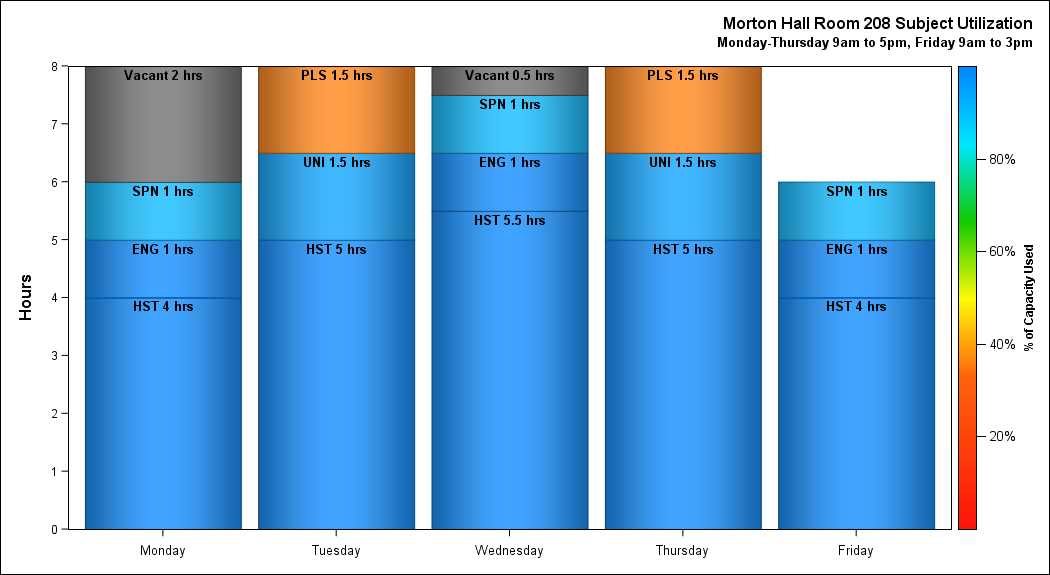 Morton Hall Room 208 Subject Utilization
Monday-Thursday 9am to 5pm, Friday 9am to 3pm
Hours
8
7
6
5
4
3
2
1
0
Vacant 2 hrs
SPN 1 hrs
ENG 1 hrs
HST 4 hrs
PLS 1.5 hrs
UNI 1.5 hrs
HST 5 hrs
Vacant 0.5 hrs
SPN 1 hrs
ENG 1 hrs
HST 5.5 hrs
PLS 1.5 hrs
UNI 1.5 hrs
HST 5 hrs
SPN 1 hrs
ENG 1 hrs
HST 4 hrs
Monday
Tuesday
Wednesday
Thursday
Friday
80%
60%
40%
20%
% of Capacity Used